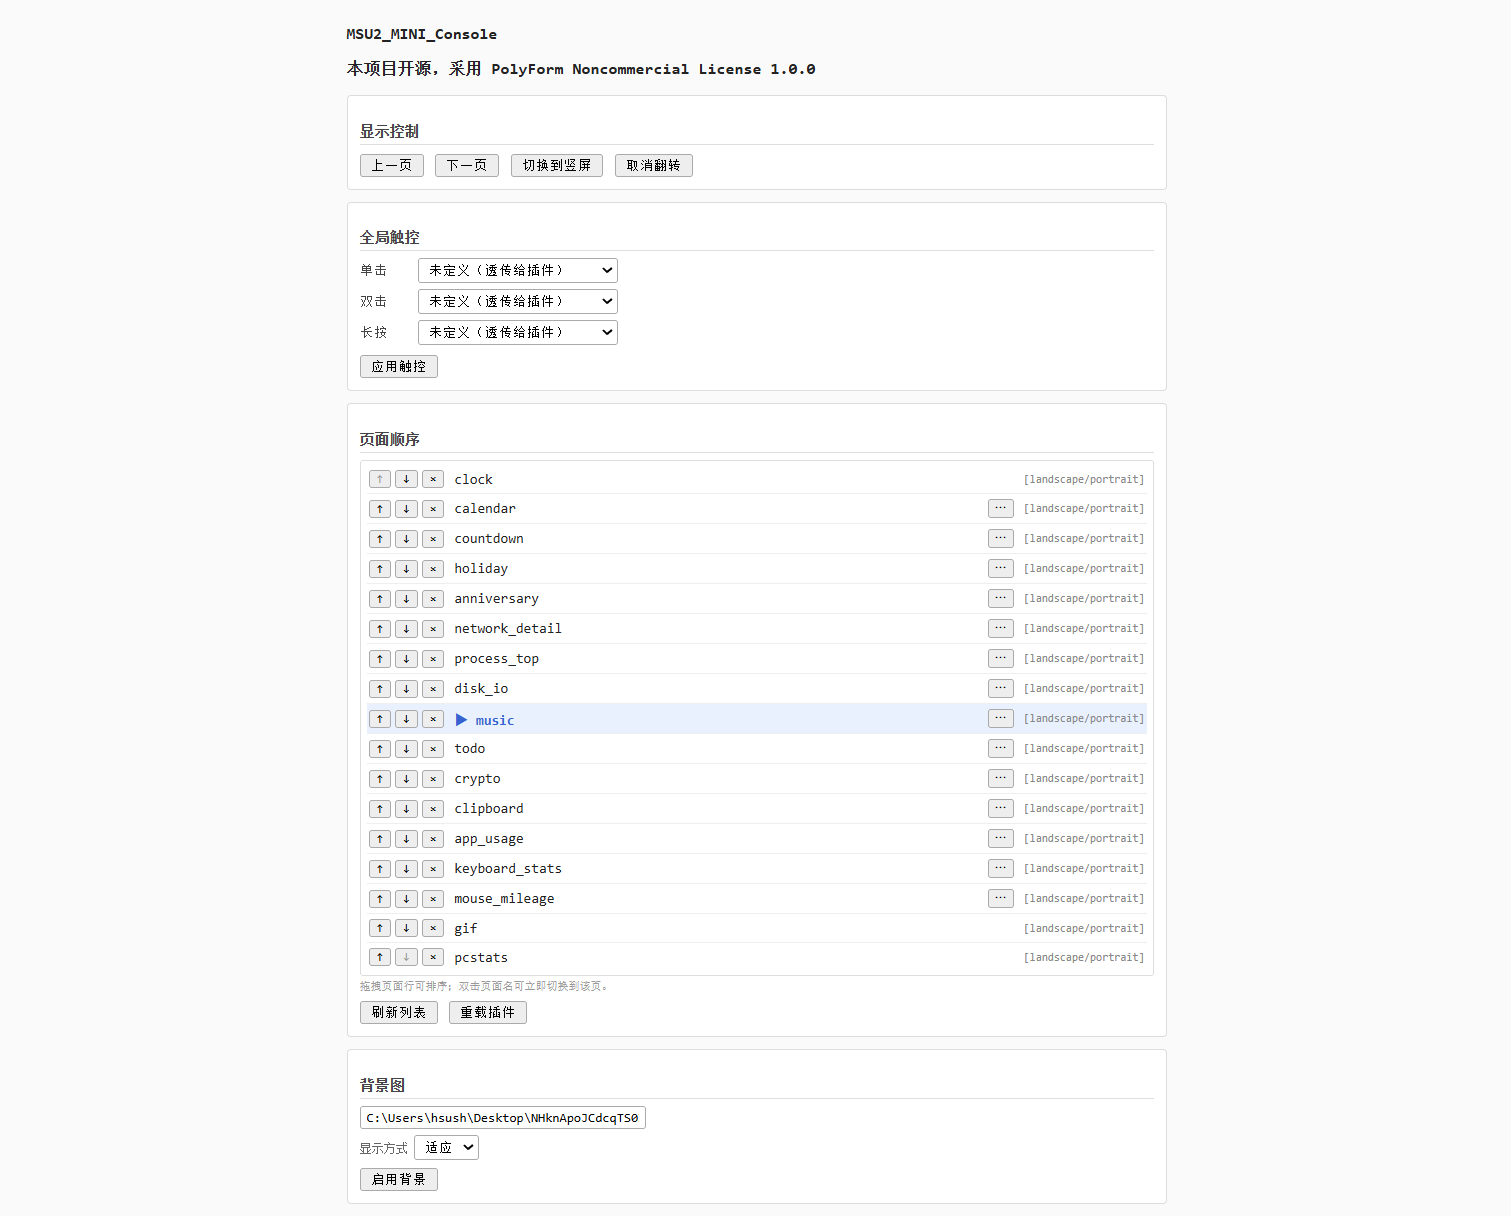 MSU2_MINI_Console
本项目开源，采用 PolyForm Noncommercial License 1.0.0
显示控制
上一页 下一页 切换到竖屏 取消翻转
全局触控
单击 未定义（透传给插件）
双击 未定义（透传给插件）
长按 未定义（透传给插件）
应用触控
页面顺序
↑ ↓ × clock [landscape/portrait]
↑ ↓ × calendar ... [landscape/portrait]
↑ ↓ × countdown ... [landscape/portrait]
↑ ↓ × holiday ... [landscape/portrait]
↑ ↓ × anniversary ... [landscape/portrait]
↑ ↓ × network_detail ... [landscape/portrait]
↑ ↓ × process_top ... [landscape/portrait]
↑ ↓ × disk_io ... [landscape/portrait]
↑ ↓ × ▶ music ... [landscape/portrait]
↑ ↓ × todo ... [landscape/portrait]
↑ ↓ × crypto ... [landscape/portrait]
↑ ↓ × clipboard ... [landscape/portrait]
↑ ↓ × app_usage ... [landscape/portrait]
↑ ↓ × keyboard_stats ... [landscape/portrait]
↑ ↓ × mouse_mileage ... [landscape/portrait]
↑ ↓ × gif [landscape/portrait]
↑ ↓ × pcstats [landscape/portrait]
拖拽页面行可排序；双击页面名可立即切换到该页。
刷新列表 重载插件
背景图
C:\Users\hsush\Desktop\NHknApoJCdcqTS0
显示方式 适应
启用背景